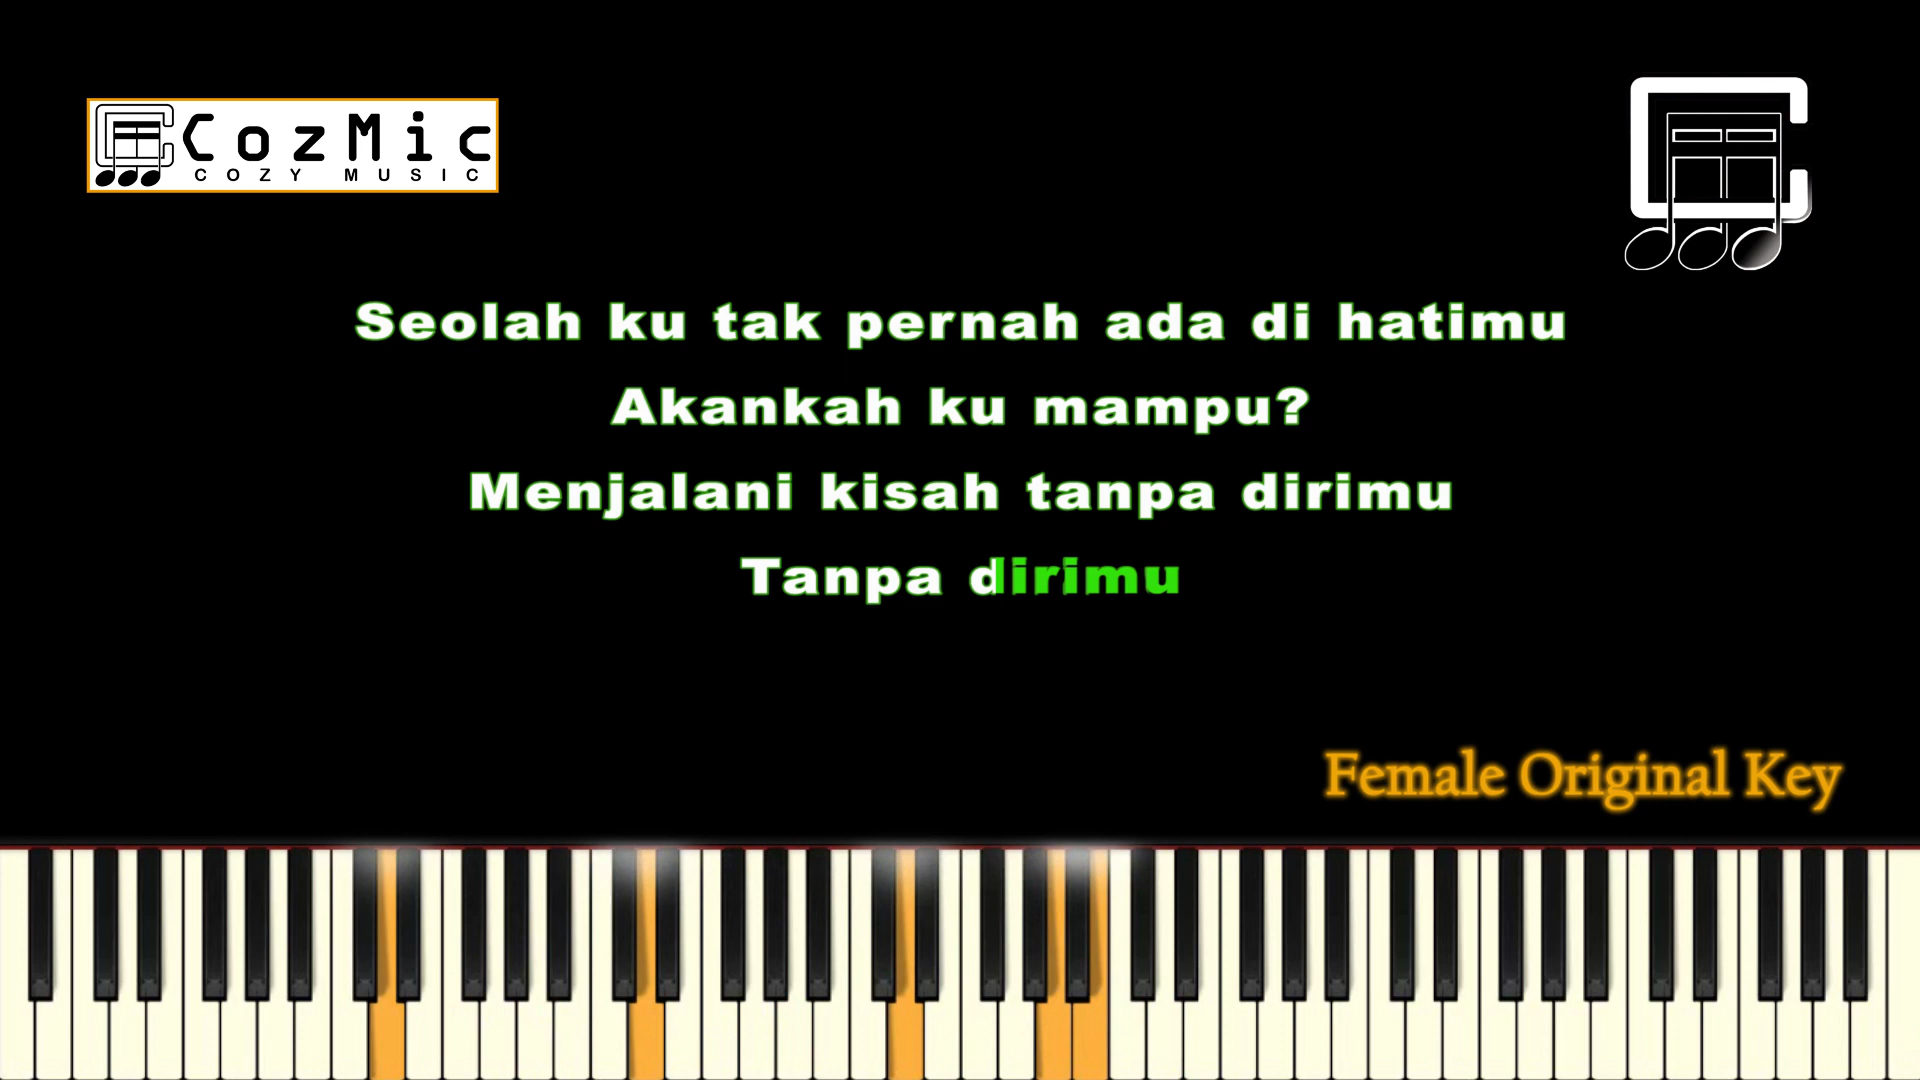 CozMic
COZY MUSIC
Seolah ku tak pernah ada di hatimu
Akankah ku mampu?
Menjalani kisah tanpa dirimu
Tanpa dirimu
Female Original Key